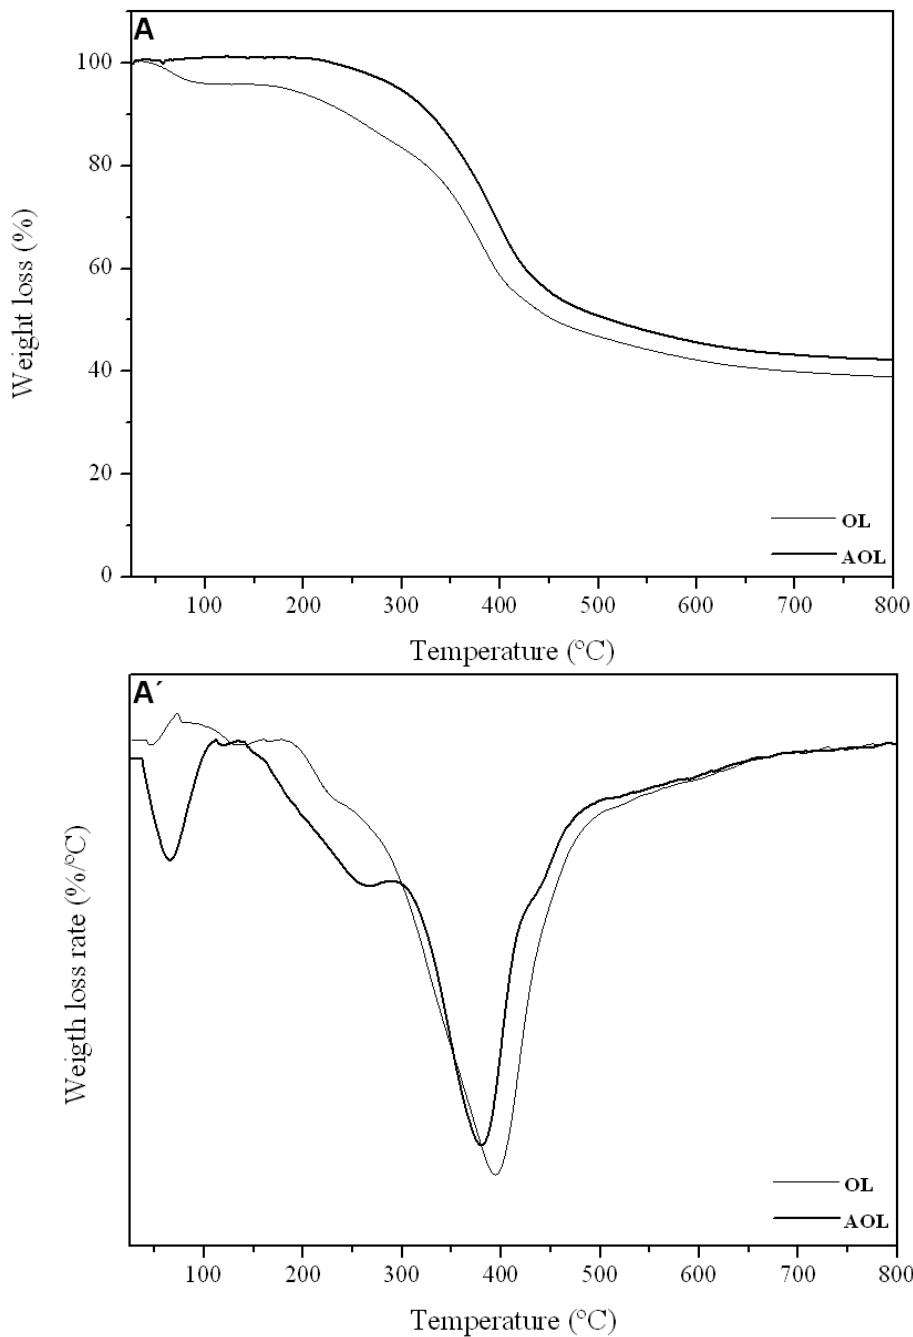 A
100
80
60
40
20
0
Weight loss (%)
OL
AOL
100 200 300 400 500 600 700 800
Temperature (°C)
A´
Weigth loss rate (%/°C)
OL
AOL
100 200 300 400 500 600 700 800
Temperature (°C)